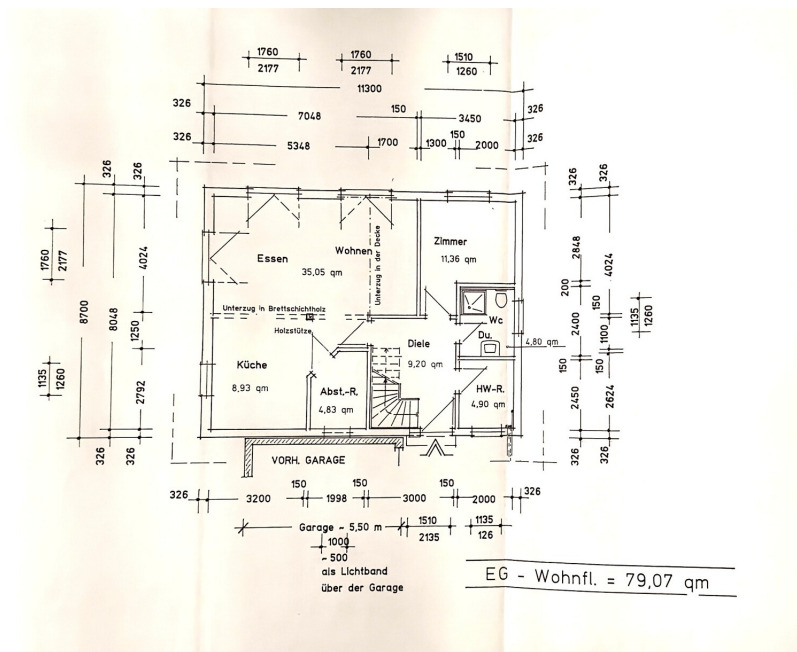 1760
2177
1760
2177
1510
1260
11300
326
326
7048
150
3450
326
5348
1700
1300
150
2000
326
326
326
326
326
1760
2177
8700
8048
4024
1250
1135
1260
2792
326
326
2848
4024
200
150
2400
1100
1135
1260
150
150
2450
2624
326
326
Essen
Wohnen
35,05 qm
Unterzug in der Decke
Zimmer
11,36 qm
Unterzug in Brettschichtholz
Holzstütze
Wc
Du.
4,80 qm
Diele
9,20 qm
Küche
8,93 qm
Abst.-R.
4,83 qm
HW-R.
4,90 qm
VORH. GARAGE
326
3200
150
1998
150
3000
150
2000
326
Garage ~ 5,50 m
1510
2135
1135
126
1000
~ 500
als Lichtband
über der Garage
EG - Wohnfl. = 79,07 qm